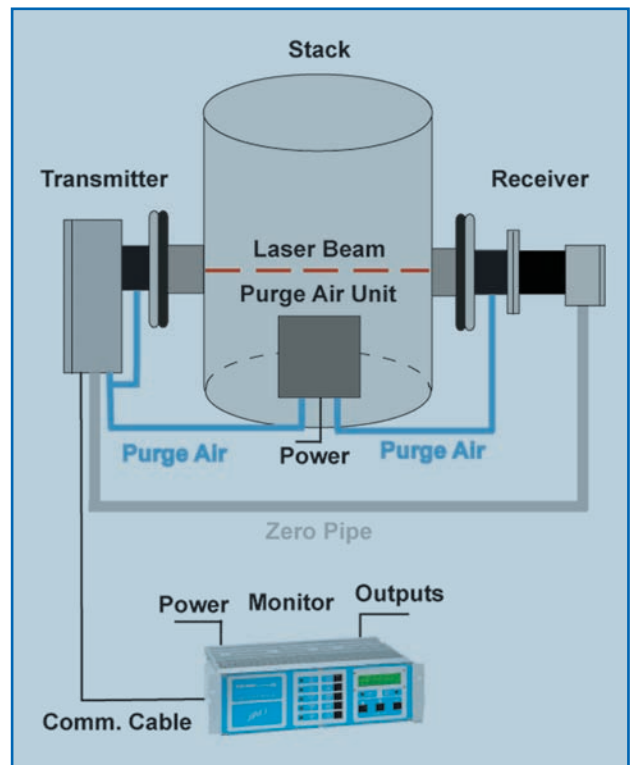 Stack
Transmitter
Receiver
Laser Beam
Purge Air Unit
Purge Air
Power
Purge Air
Zero Pipe
Power
Monitor
Outputs
Comm. Cable